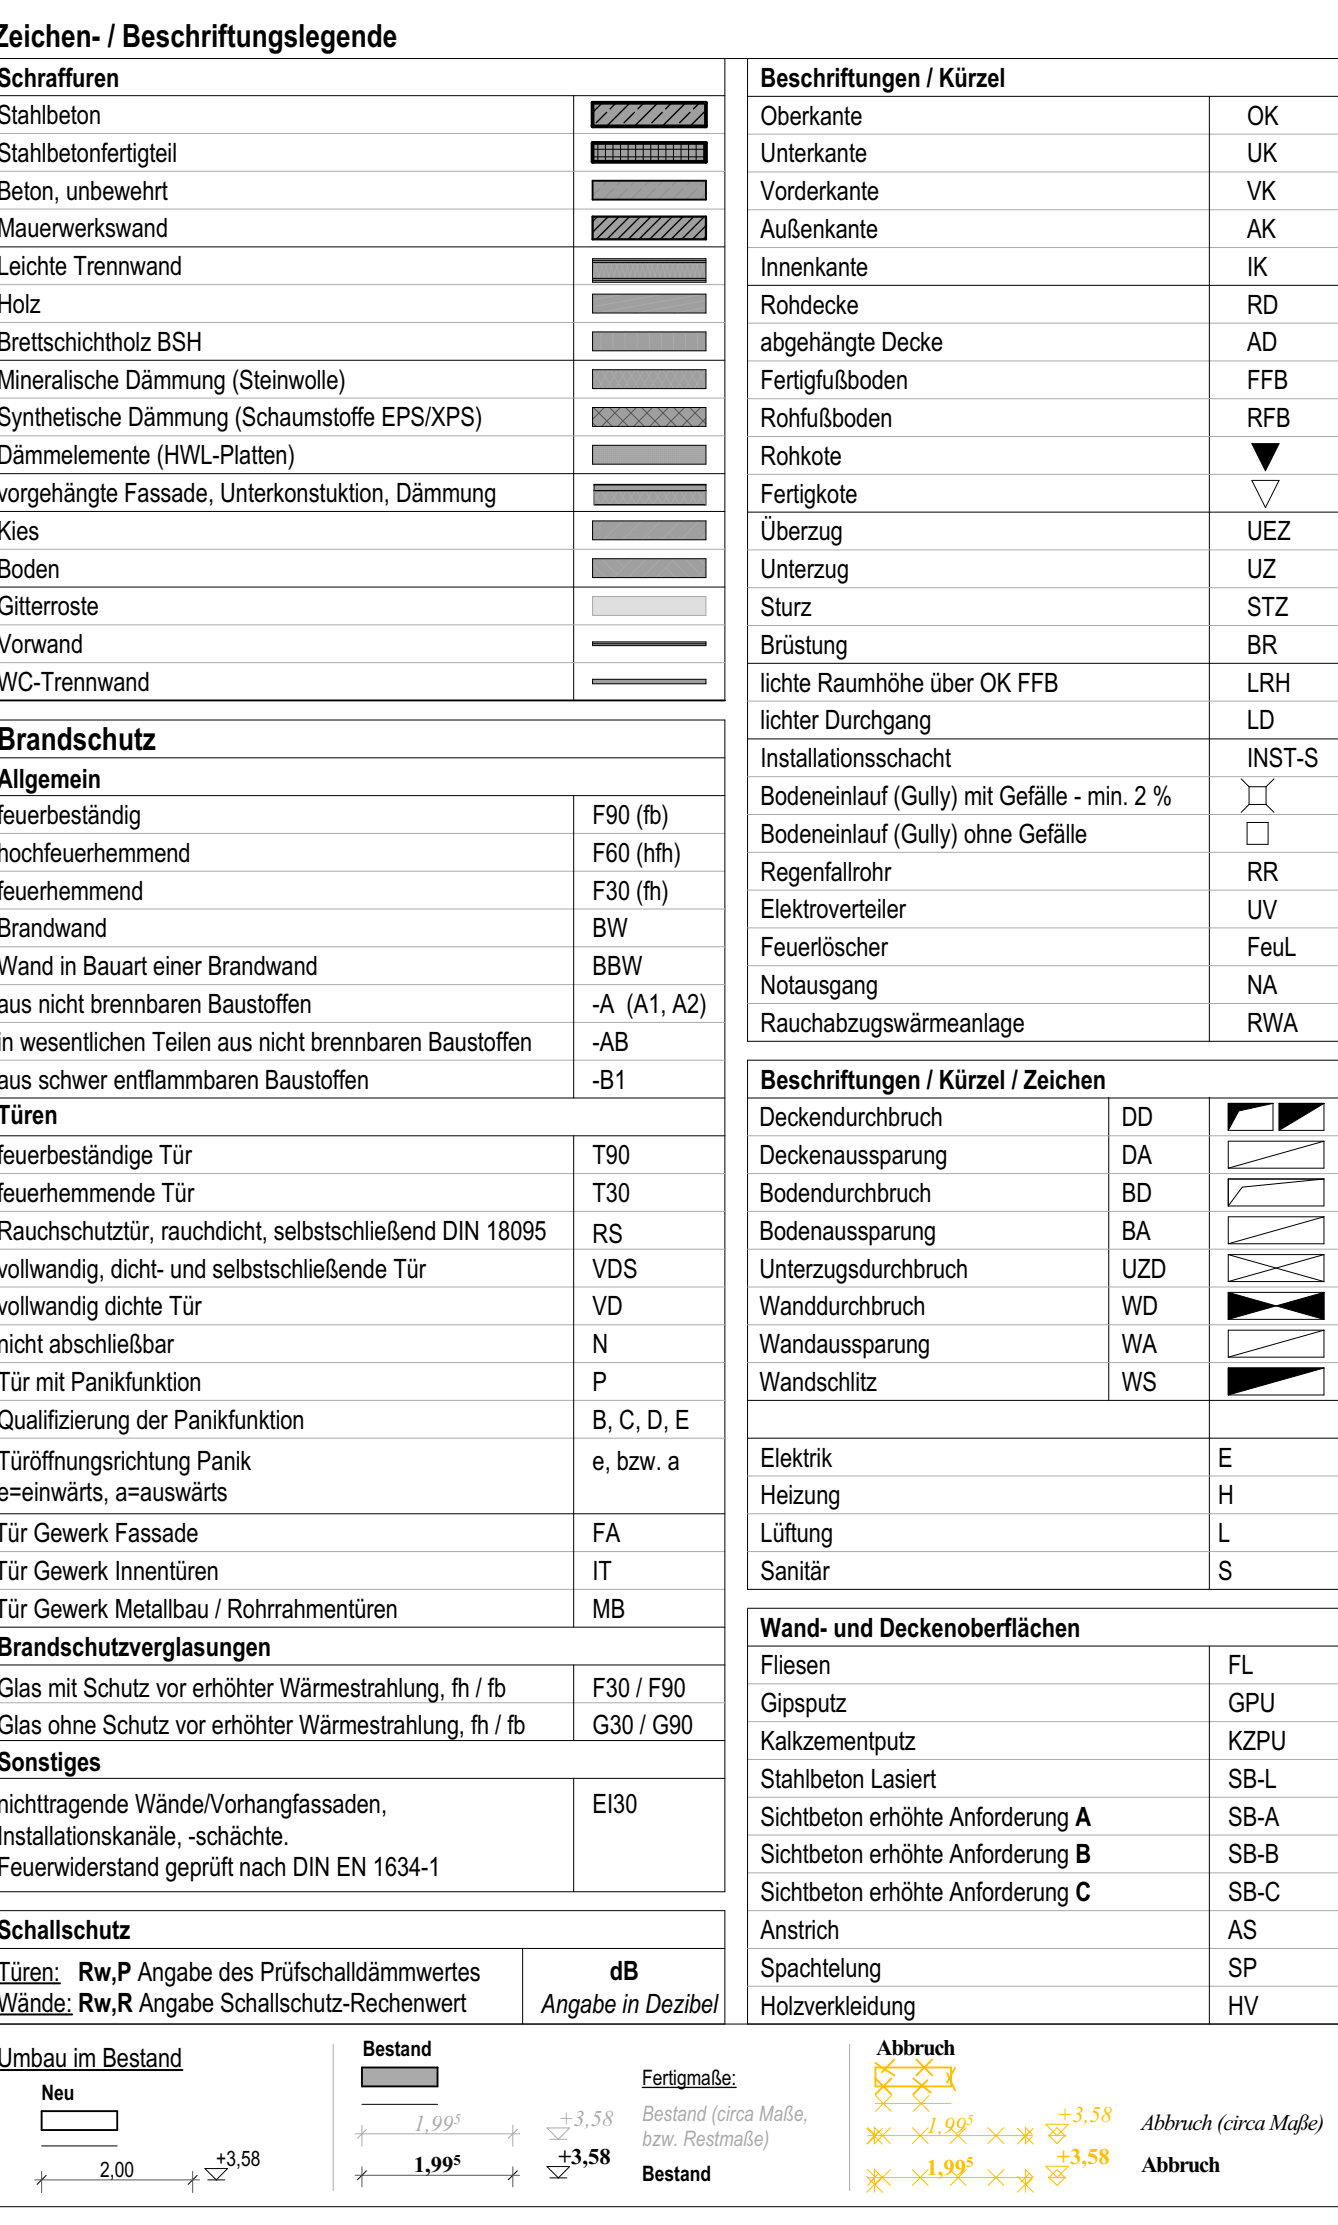 Zeichen- / Beschriftungslegende
Schraffuren
Stahlbeton
Stahlbetonfertigteil
Beton, unbewehrt
Mauerwerkswand
Leichte Trennwand
Holz
Brettschichtholz BSH
Mineralische Dämmung (Steinwolle)
Synthetische Dämmung (Schaumstoffe EPS/XPS)
Dämmelemente (HWL-Platten)
vorgehängte Fassade, Unterkonstuktion, Dämmung
Kies
Boden
Gitterroste
Vorwand
WC-Trennwand
Brandschutz
Allgemein
feuerbeständig F90 (fb)
hochfeuerhemmend F60 (hfh)
feuerhemmend F30 (fh)
Brandwand BW
Wand in Bauart einer Brandwand BBW
aus nicht brennbaren Baustoffen -A (A1, A2)
in wesentlichen Teilen aus nicht brennbaren Baustoffen -AB
aus schwer entflammbaren Baustoffen -B1
Türen
feuerbeständige Tür T90
feuerhemmende Tür T30
Rauchschutztür, rauchdicht, selbstschließend DIN 18095 RS
vollwandig, dicht- und selbstschließende Tür VDS
vollwandig dichte Tür VD
nicht abschließbar N
Tür mit Panikfunktion P
Qualifizierung der Panikfunktion B, C, D, E
Türöffnungsrichtung Panik e, bzw. a
e=einwärts, a=auswärts
Tür Gewerk Fassade FA
Tür Gewerk Innentüren IT
Tür Gewerk Metallbau / Rohrrahmentüren MB
Brandschutzverglasungen
Glas mit Schutz vor erhöhter Wärmestrahlung, fh / fb F30 / F90
Glas ohne Schutz vor erhöhter Wärmestrahlung, fh / fb G30 / G90
Sonstiges
nichttragende Wände/Vorhangfassaden, EI30
Installationskanäle, -schächte.
Feuerwiderstand geprüft nach DIN EN 1634-1
Schallschutz
Türen: Rw,P Angabe des Prüfschalldämmwertes dB
Wände: Rw,R Angabe Schallschutz-Rechenwert Angabe in Dezibel
Beschriftungen / Kürzel
Oberkante OK
Unterkante UK
Vorderkante VK
Außenkante AK
Innenkante IK
Rohdecke RD
abgehängte Decke AD
Fertigfußboden FFB
Rohfußboden RFB
Rohkote
Fertigkote
Überzug UEZ
Unterzug UZ
Sturz STZ
Brüstung BR
lichte Raumhöhe über OK FFB LRH
lichter Durchgang LD
Installationsschacht INST-S
Bodeneinlauf (Gully) mit Gefälle - min. 2 %
Bodeneinlauf (Gully) ohne Gefälle
Regenfallrohr RR
Elektroverteiler UV
Feuerlöscher FeuL
Notausgang NA
Rauchabzugswärmeanlage RWA
Beschriftungen / Kürzel / Zeichen
Deckendurchbruch DD
Deckenaussparung DA
Bodendurchbruch BD
Bodenaussparung BA
Unterzugsdurchbruch UZD
Wanddurchbruch WD
Wandaussparung WA
Wandschlitz WS
Elektrik E
Heizung H
Lüftung L
Sanitär S
Wand- und Deckenoberflächen
Fliesen FL
Gipsputz GPU
Kalkzementputz KZPU
Stahlbeton Lasiert SB-L
Sichtbeton erhöhte Anforderung A SB-A
Sichtbeton erhöhte Anforderung B SB-B
Sichtbeton erhöhte Anforderung C SB-C
Anstrich AS
Spachtelung SP
Holzverkleidung HV
Umbau im Bestand
Neu
2,00 +3,58
Bestand
1,99⁵ +3,58
1,99⁵ +3,58
Fertigmaße:
Bestand (circa Maße,
bzw. Restmaße)
Bestand
Abbruch
1,99⁵ +3,58 Abbruch (circa Maße)
1,99⁵ +3,58 Abbruch